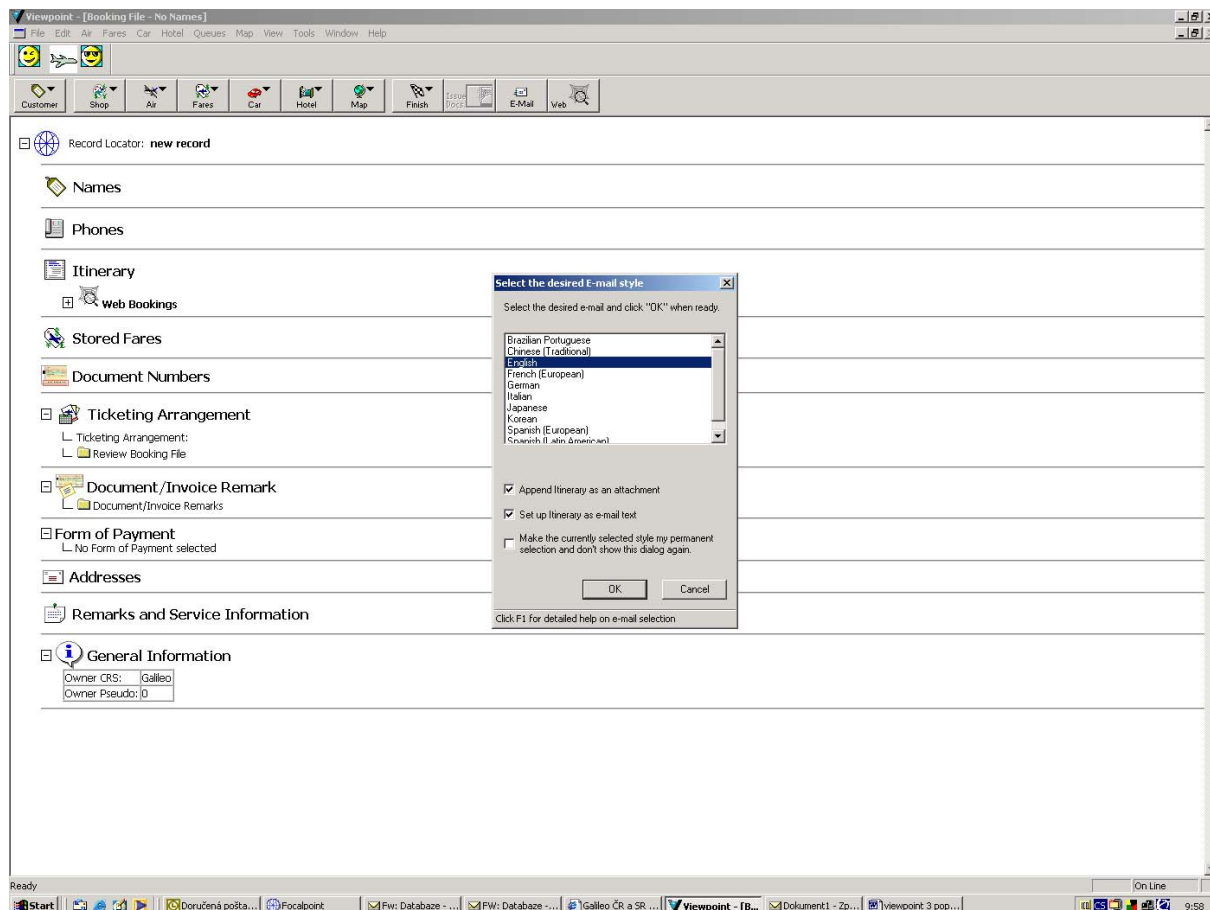 Viewpoint - [Booking File - No Names]
File Edit Air Fares Car Hotel Queues Map View Tools Window Help
Customer Shop Air Fares Car Hotel Map Finish Issue Docs E-Mail Web
Record Locator: new record
Names
Phones
Itinerary
Web Bookings
Stored Fares
Document Numbers
Ticketing Arrangement
Ticketing Arrangement:
Review Booking File
Document/Invoice Remark
Document/Invoice Remarks
Form of Payment
No Form of Payment selected
Addresses
Remarks and Service Information
General Information
Owner CRS: Galileo
Owner Pseudo: 0
Select the desired E-mail style
Select the desired e-mail and click "OK" when ready.
Brazilian Portuguese
Chinese (Traditional)
English
French (European)
German
Italian
Japanese
Korean
Spanish (European)
Spanish (Latin American)
Append Itinerary as an attachment
Set up Itinerary as e-mail text
Make the currently selected style my permanent
selection and don't show this dialog again.
OK Cancel
Click F1 for detailed help on e-mail selection
Ready On Line
Start Doručená pošta... Focalpoint Fw: Databaze - ... FW: Databaze -... Galileo ČR a SR ... Viewpoint - [B... Dokument1 - Zp... viewpoint 3 pop... CS 9:58